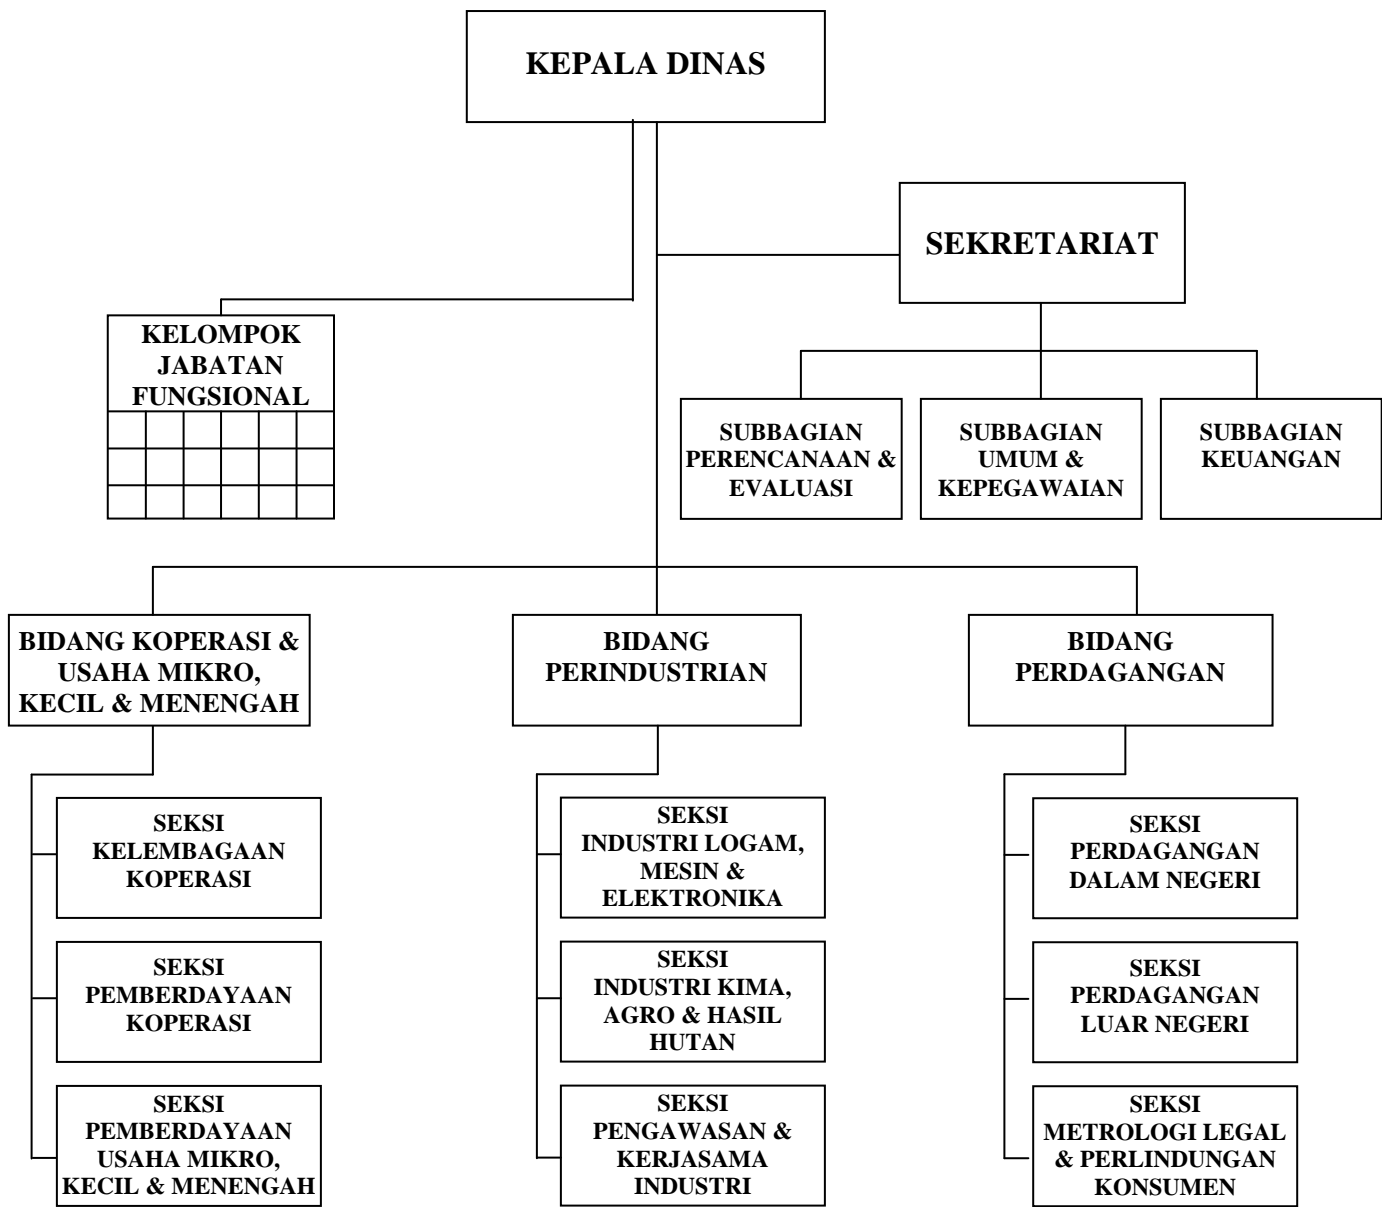 KEPALA DINAS
SEKRETARIAT
KELOMPOK
JABATAN
FUNGSIONAL
SUBBAGIAN
PERENCANAAN &
EVALUASI
SUBBAGIAN
UMUM &
KEPEGAWAIAN
SUBBAGIAN
KEUANGAN
BIDANG KOPERASI &
USAHA MIKRO,
KECIL & MENENGAH
BIDANG
PERINDUSTRIAN
BIDANG
PERDAGANGAN
SEKSI
KELEMBAGAAN
KOPERASI
SEKSI
INDUSTRI LOGAM,
MESIN &
ELEKTRONIKA
SEKSI
PERDAGANGAN
DALAM NEGERI
SEKSI
PEMBERDAYAAN
KOPERASI
SEKSI
INDUSTRI KIMA,
AGRO & HASIL
HUTAN
SEKSI
PERDAGANGAN
LUAR NEGERI
SEKSI
PEMBERDAYAAN
USAHA MIKRO,
KECIL & MENENGAH
SEKSI
PENGAWASAN &
KERJASAMA
INDUSTRI
SEKSI
METROLOGI LEGAL
& PERLINDUNGAN
KONSUMEN